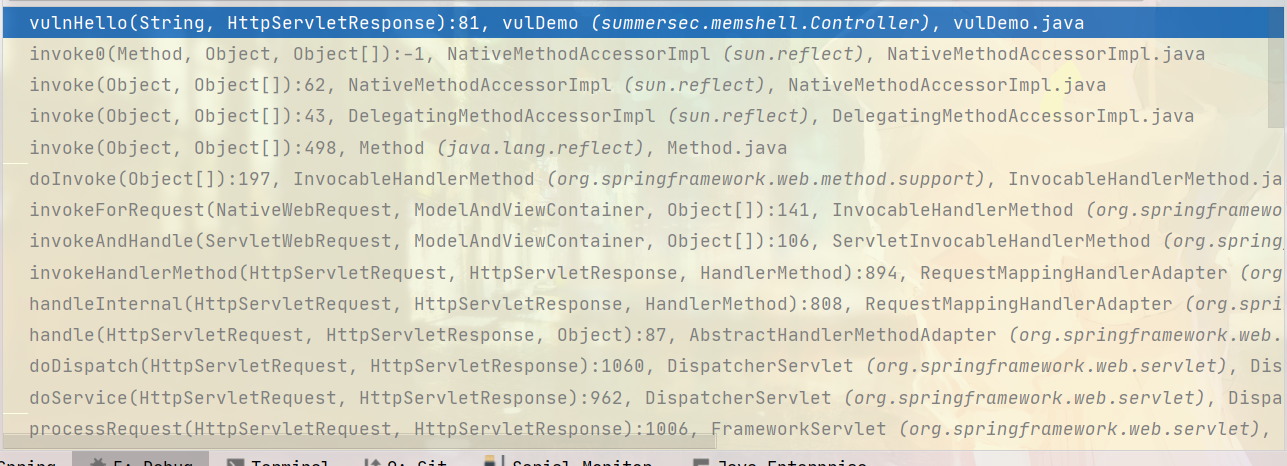 vulnHello(String, HttpServletResponse):81, vulDemo (summersec.memshell.Controller), vulDemo.java
invoke0(Method, Object, Object[]):-1, NativeMethodAccessorImpl (sun.reflect), NativeMethodAccessorImpl.java
invoke(Object, Object[]):62, NativeMethodAccessorImpl (sun.reflect), NativeMethodAccessorImpl.java
invoke(Object, Object[]):43, DelegatingMethodAccessorImpl (sun.reflect), DelegatingMethodAccessorImpl.java
invoke(Object, Object[]):498, Method (java.lang.reflect), Method.java
doInvoke(Object[]):197, InvocableHandlerMethod (org.springframework.web.method.support), InvocableHandlerMethod.ja
invokeForRequest(NativeWebRequest, ModelAndViewContainer, Object[]):141, InvocableHandlerMethod (org.springframewo
invokeAndHandle(ServletWebRequest, ModelAndViewContainer, Object[]):106, ServletInvocableHandlerMethod (org.spring
invokeHandlerMethod(HttpServletRequest, HttpServletResponse, HandlerMethod):894, RequestMappingHandlerAdapter (org
handleInternal(HttpServletRequest, HttpServletResponse, HandlerMethod):808, RequestMappingHandlerAdapter (org.spri
handle(HttpServletRequest, HttpServletResponse, Object):87, AbstractHandlerMethodAdapter (org.springframework.web.
doDispatch(HttpServletRequest, HttpServletResponse):1060, DispatcherServlet (org.springframework.web.servlet), Dis
doService(HttpServletRequest, HttpServletResponse):962, DispatcherServlet (org.springframework.web.servlet), Dispa
processRequest(HttpServletRequest, HttpServletResponse):1006, FrameworkServlet (org.springframework.web.servlet),
Spring 5: Debug Terminal 9: Git Serial Monitor Java Enterprise